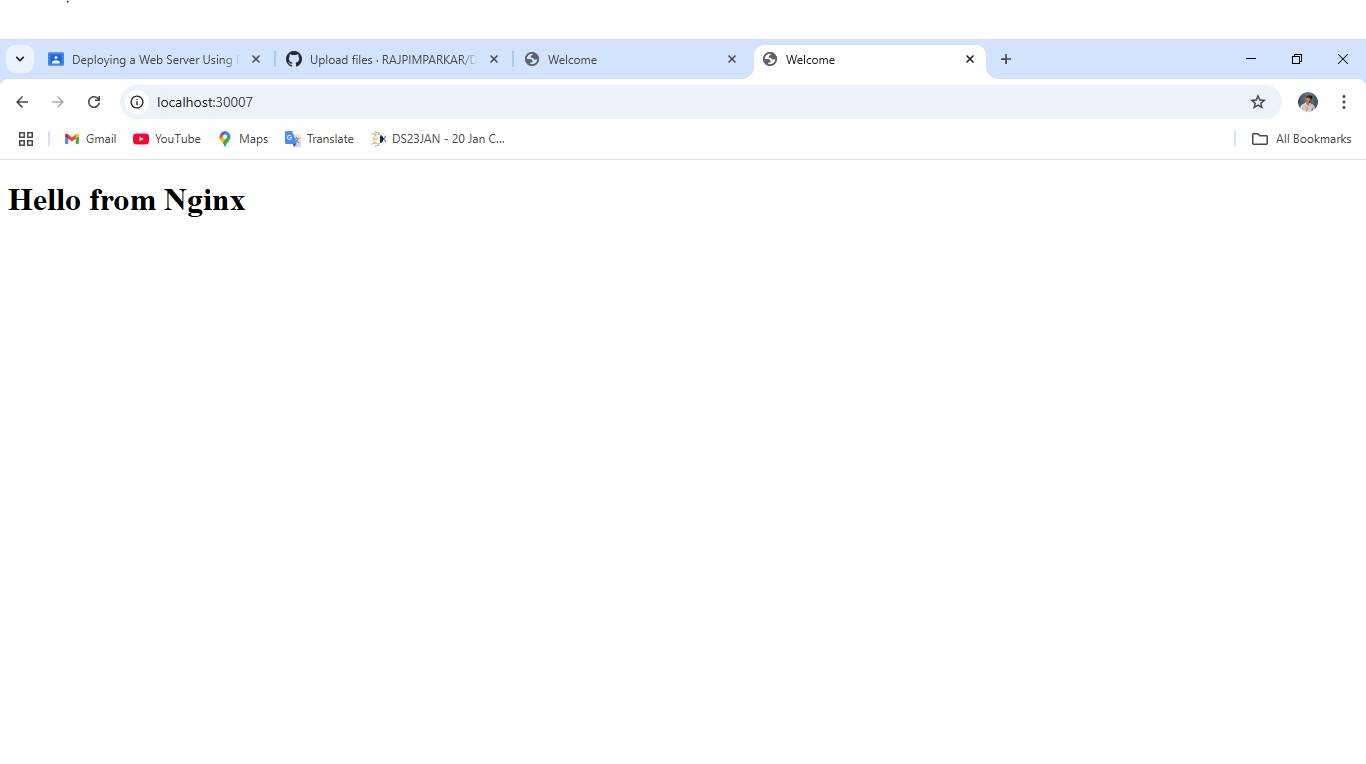 Deploying a Web Server Using
Upload files · RAJPIMPARKAR/D
Welcome
Welcome
localhost:30007
Gmail
YouTube
Maps
Translate
DS23JAN - 20 Jan C...
All Bookmarks
Hello from Nginx